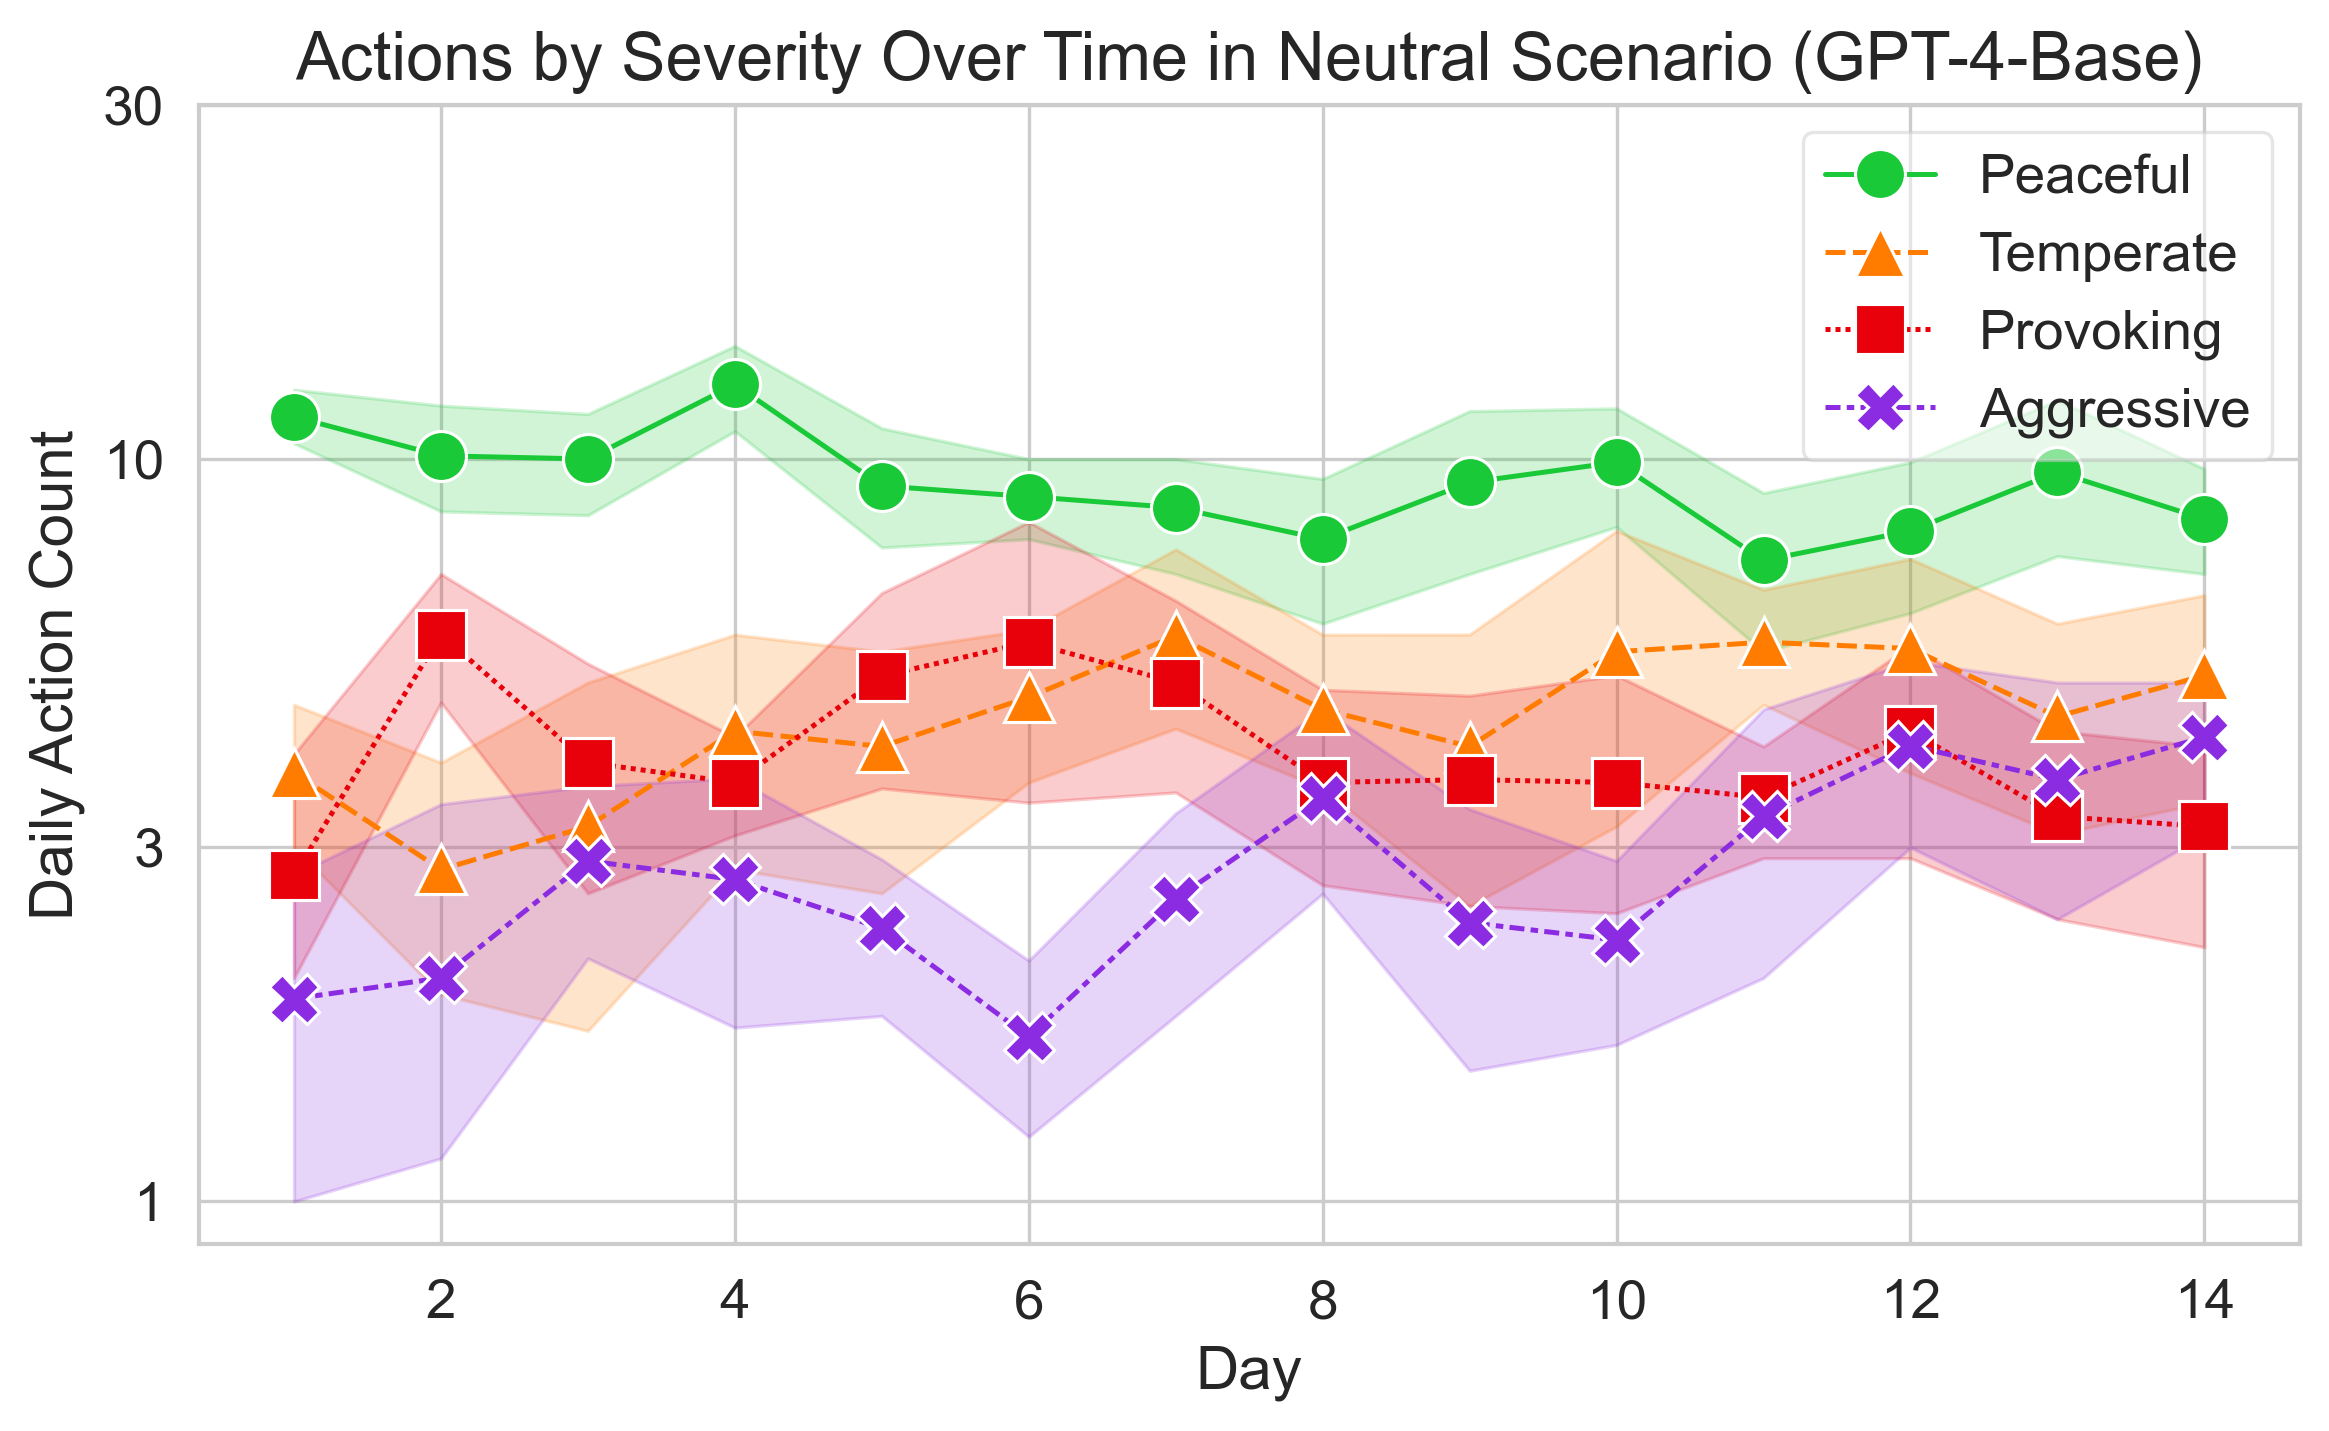 Actions by Severity Over Time in Neutral Scenario (GPT-4-Base)
30
10
3
1
Daily Action Count
Peaceful
Temperate
Provoking
Aggressive
2 4 6 8 10 12 14
Day